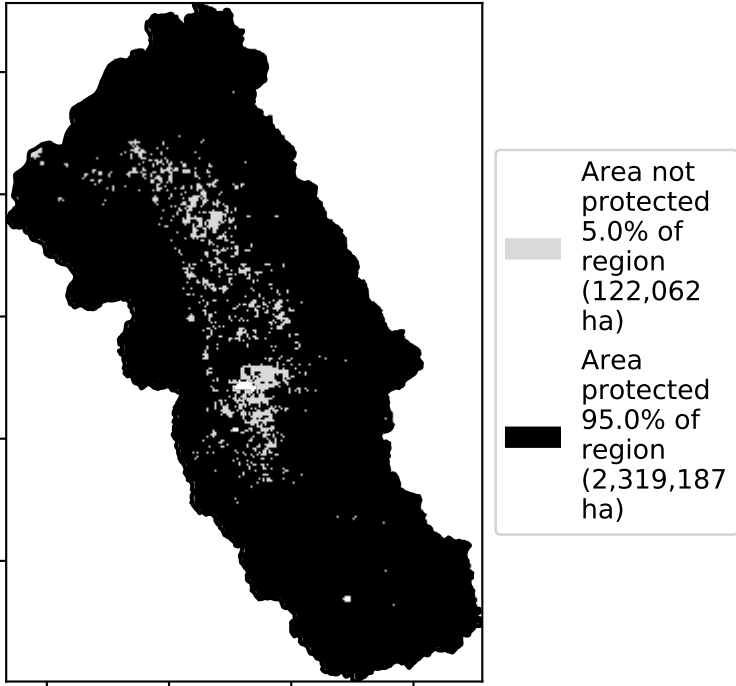 Area not
protected
5.0% of
region
(122,062
ha)
Area
protected
95.0% of
region
(2,319,187
ha)